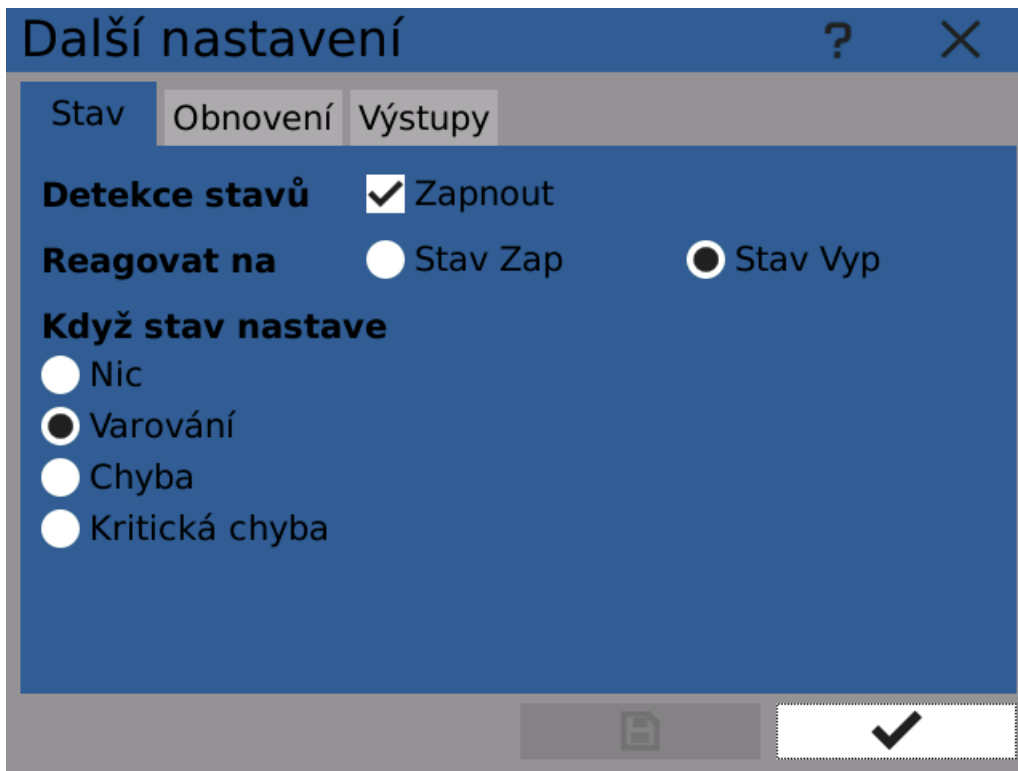 Další nastavení ?
Stav Obnovení Výstupy
Detekce stavů Zapnout
Reagovat na Stav Zap Stav Vyp
Když stav nastave
Nic
Varování
Chyba
Kritická chyba